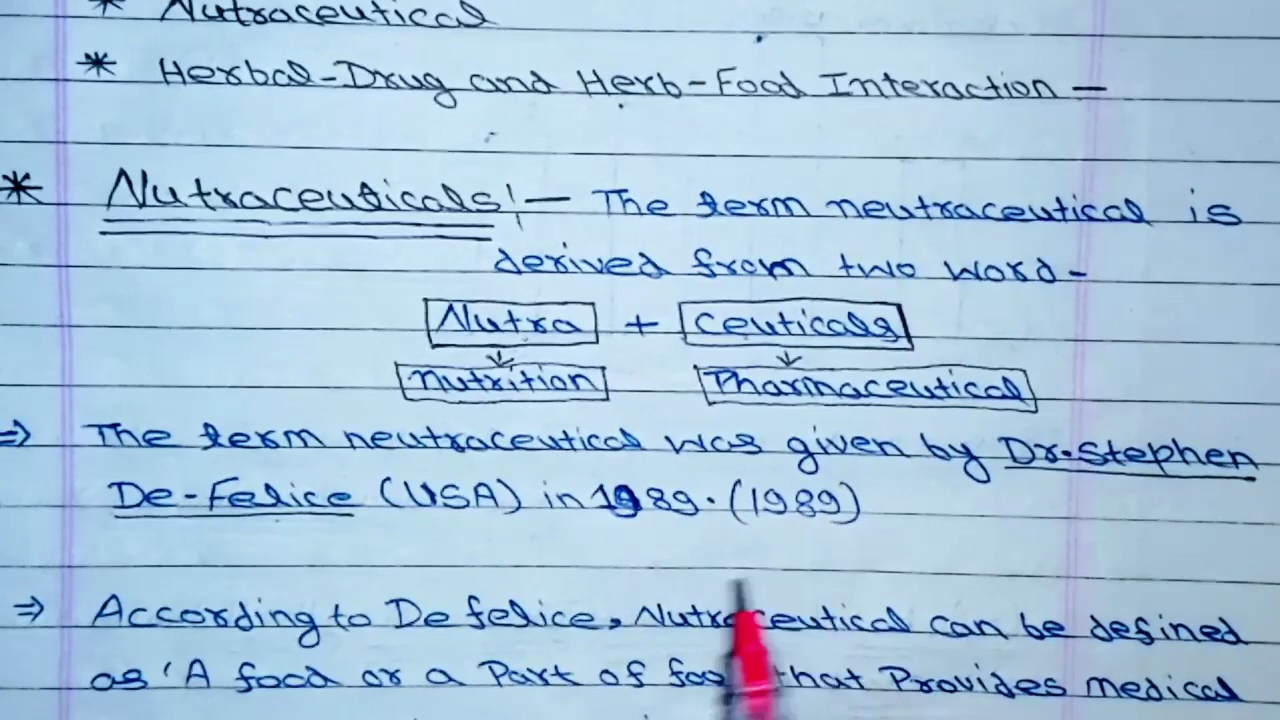 * Nutraceutical
* Herbal-Drug and Herb-Food Interaction —
* Nutraceuticals:- The term neutraceutical is
derived from two word-
Nutra + Ceuticals
nutrition Pharmaceutical
⇒ The term neutraceutical was given by Dr. Stephen
De-Felice (USA) in 1989. (1989)
⇒ According to De felice, Nutraceutical can be defined
as 'A food or a Part of food that Provides medical